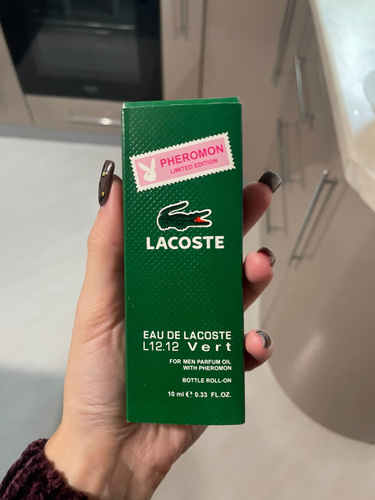 PHEROMON
LIMITED EDITION
LACOSTE
EAU DE LACOSTE
L12.12 Vert
FOR MEN PARFUM OIL
WITH PHEROMON
BOTTLE ROLL-ON
10 ml ℮ 0.33 FL.OZ.